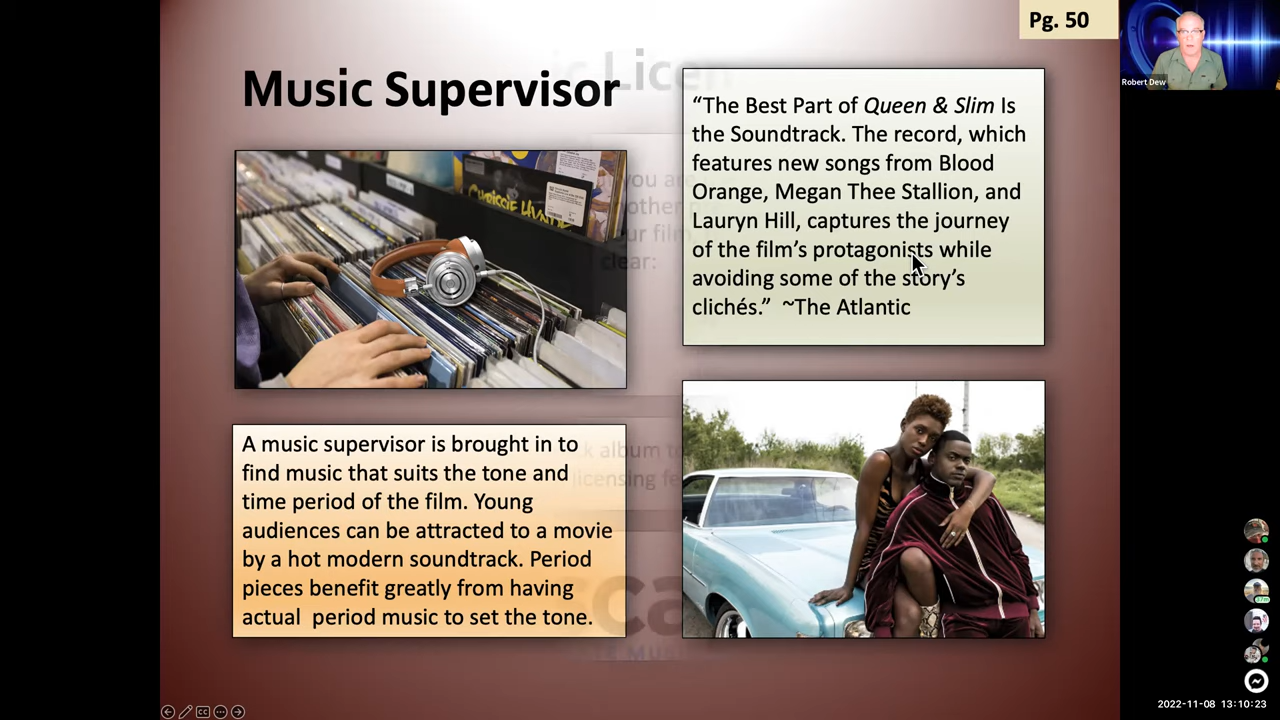 Pg. 50
Robert Dew
Music Supervisor
“The Best Part of Queen & Slim Is
the Soundtrack. The record, which
features new songs from Blood
Orange, Megan Thee Stallion, and
Lauryn Hill, captures the journey
of the film’s protagonists while
avoiding some of the story’s
clichés.” ~The Atlantic
A music supervisor is brought in to
find music that suits the tone and
time period of the film. Young
audiences can be attracted to a movie
by a hot modern soundtrack. Period
pieces benefit greatly from having
actual  period music to set the tone.
2022-11-08 13:10:23